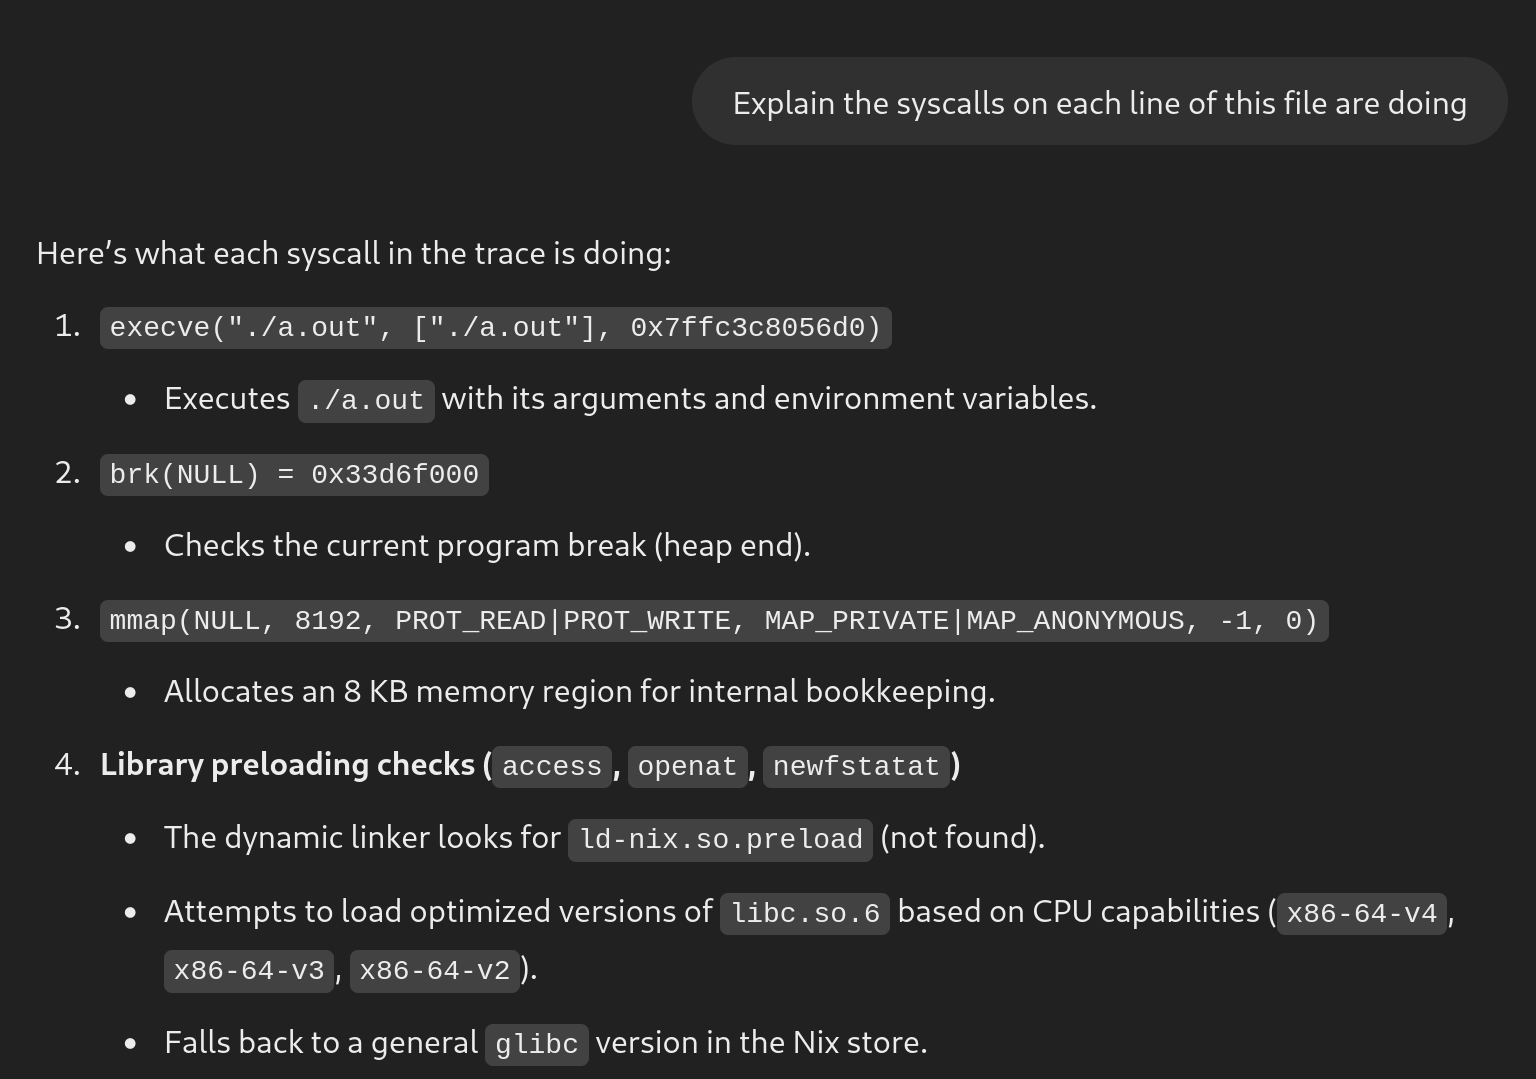 Explain the syscalls on each line of this file are doing
Here’s what each syscall in the trace is doing:
1. execve("./a.out", ["./a.out"], 0x7ffc3c8056d0)
• Executes ./a.out with its arguments and environment variables.
2. brk(NULL) = 0x33d6f000
• Checks the current program break (heap end).
3. mmap(NULL, 8192, PROT_READ|PROT_WRITE, MAP_PRIVATE|MAP_ANONYMOUS, -1, 0)
• Allocates an 8 KB memory region for internal bookkeeping.
4. Library preloading checks (access, openat, newfstatat)
• The dynamic linker looks for ld-nix.so.preload (not found).
• Attempts to load optimized versions of libc.so.6 based on CPU capabilities (x86-64-v4,
x86-64-v3, x86-64-v2).
• Falls back to a general glibc version in the Nix store.